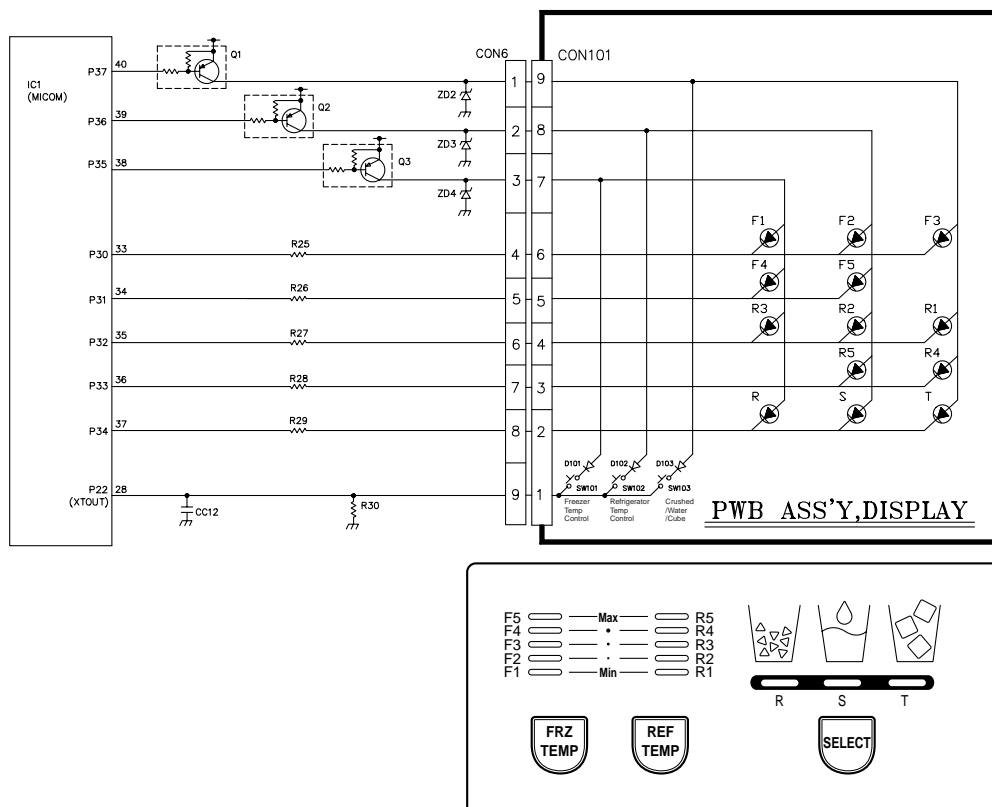 IC1
(MICOM)
P37 40 Q1
P36 39 Q2
P35 38 Q3
CON6 CON101
ZD2 1 9
ZD3 2 8
ZD4 3 7
F1 F2 F3
P30 33 R25 4 6
F4 F5
P31 34 R26 5 5
R3 R2 R1
P32 35 R27 6 4
R5 R4
P33 36 R28 7 3
R S T
P34 37 R29 8 2
D101 D102 D103
SW101 SW102 SW103
P22 28 9 1
(XTOUT)
CC12 R30
Freezer
Temp
Control
Refrigerator
Temp
Control
Crushed
/Water
/Cube
PWB ASS'Y,DISPLAY
F5 Max R5
F4 R4
F3 R3
F2 R2
F1 Min R1
R S T
FRZ
TEMP
REF
TEMP
SELECT